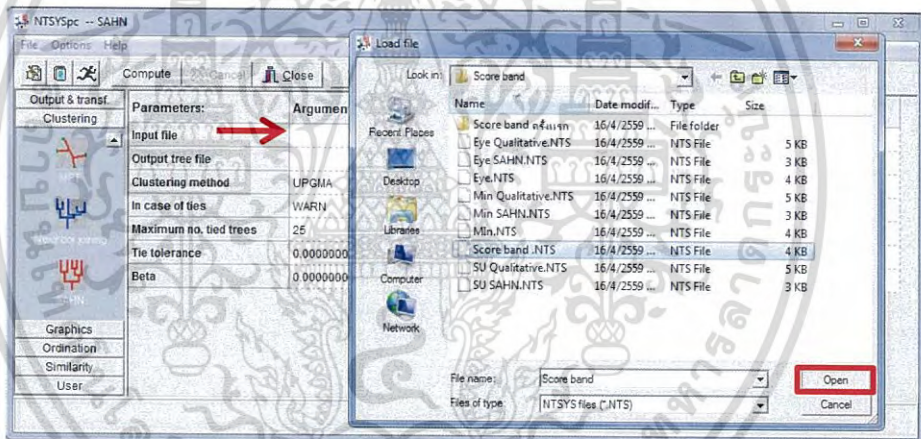 NTSYSpc -- SAHN
File Options Help
Compute Cancel Close
Output & transf.
Clustering
Graphics
Ordination
Similarity
User
Parameters: Argumen
Input file
Output tree file
Clustering method UPGMA
In case of ties WARN
Maximum no. tied trees 25
Tie tolerance 0.0000000
Beta 0.0000000
Load file
Look in: Score band
Recent Places
Desktop
Libraries
Computer
Network
Name Date modif... Type Size
Score band ครั้งแรก 16/4/2559 ... File folder
Eye Qualitative.NTS 16/4/2559 ... NTS File 5 KB
Eye SAHN.NTS 16/4/2559 ... NTS File 3 KB
Eye.NTS 16/4/2559 ... NTS File 4 KB
Min Qualitative.NTS 16/4/2559 ... NTS File 5 KB
Min SAHN.NTS 16/4/2559 ... NTS File 3 KB
Min.NTS 16/4/2559 ... NTS File 4 KB
Score band .NTS 16/4/2559 ... NTS File 4 KB
SU Qualitative.NTS 16/4/2559 ... NTS File 5 KB
SU SAHN.NTS 16/4/2559 ... NTS File 3 KB
File name: Score band
Open
Files of type: NTSYS files (*.NTS)
Cancel